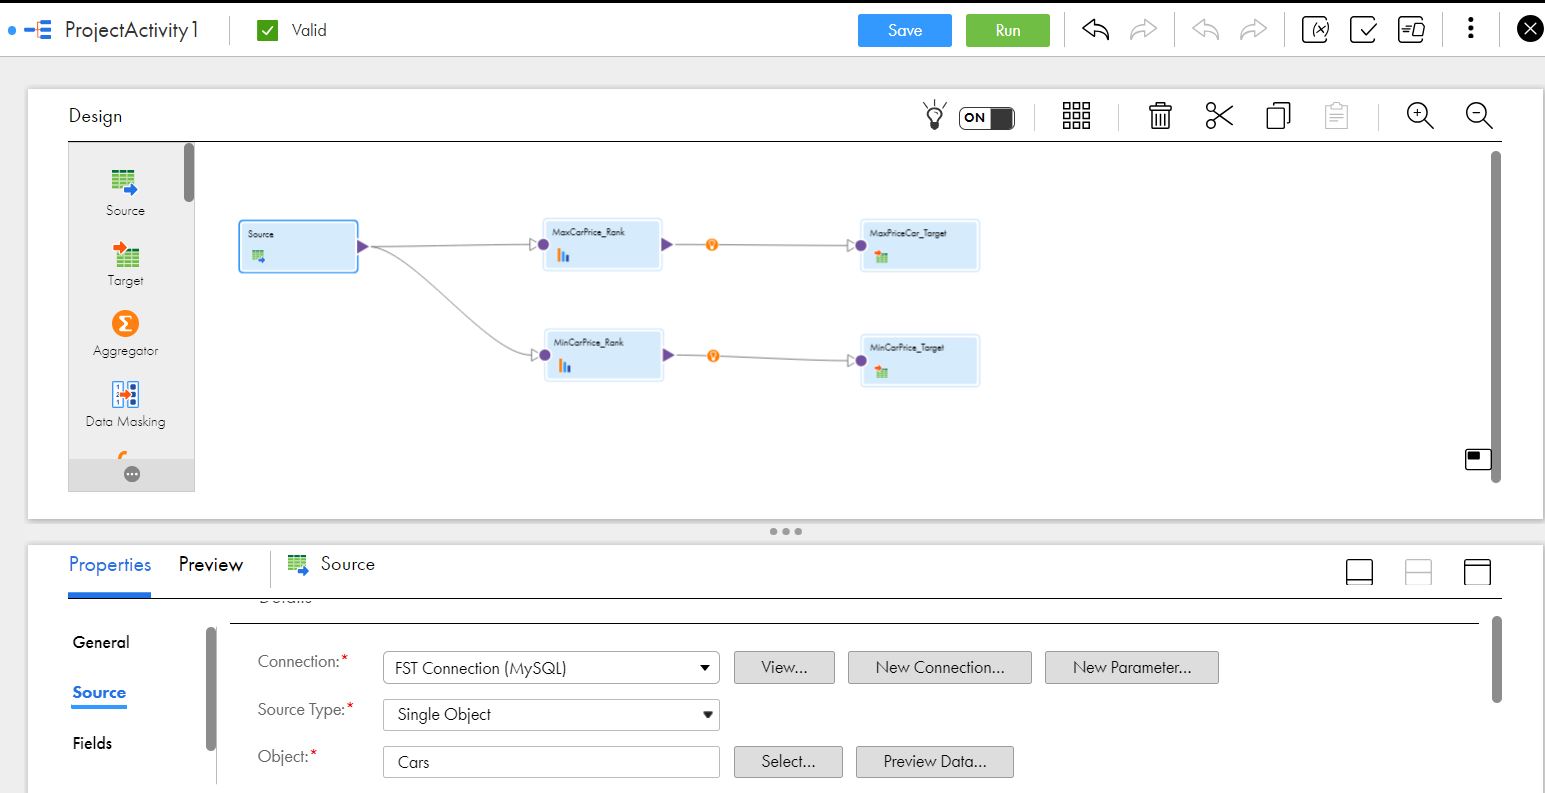 ProjectActivity1
Valid
Save
Run
Design
ON
Source
Target
Aggregator
Data Masking
Source
MaxCarPrice_Rank
MaxPriceCar_Target
MinCarPrice_Rank
MinCarPrice_Target
Properties
Preview
Source
Details
General
Source
Fields
Connection:*
FST Connection (MySQL)
View...
New Connection...
New Parameter...
Source Type:*
Single Object
Object:*
Cars
Select...
Preview Data...